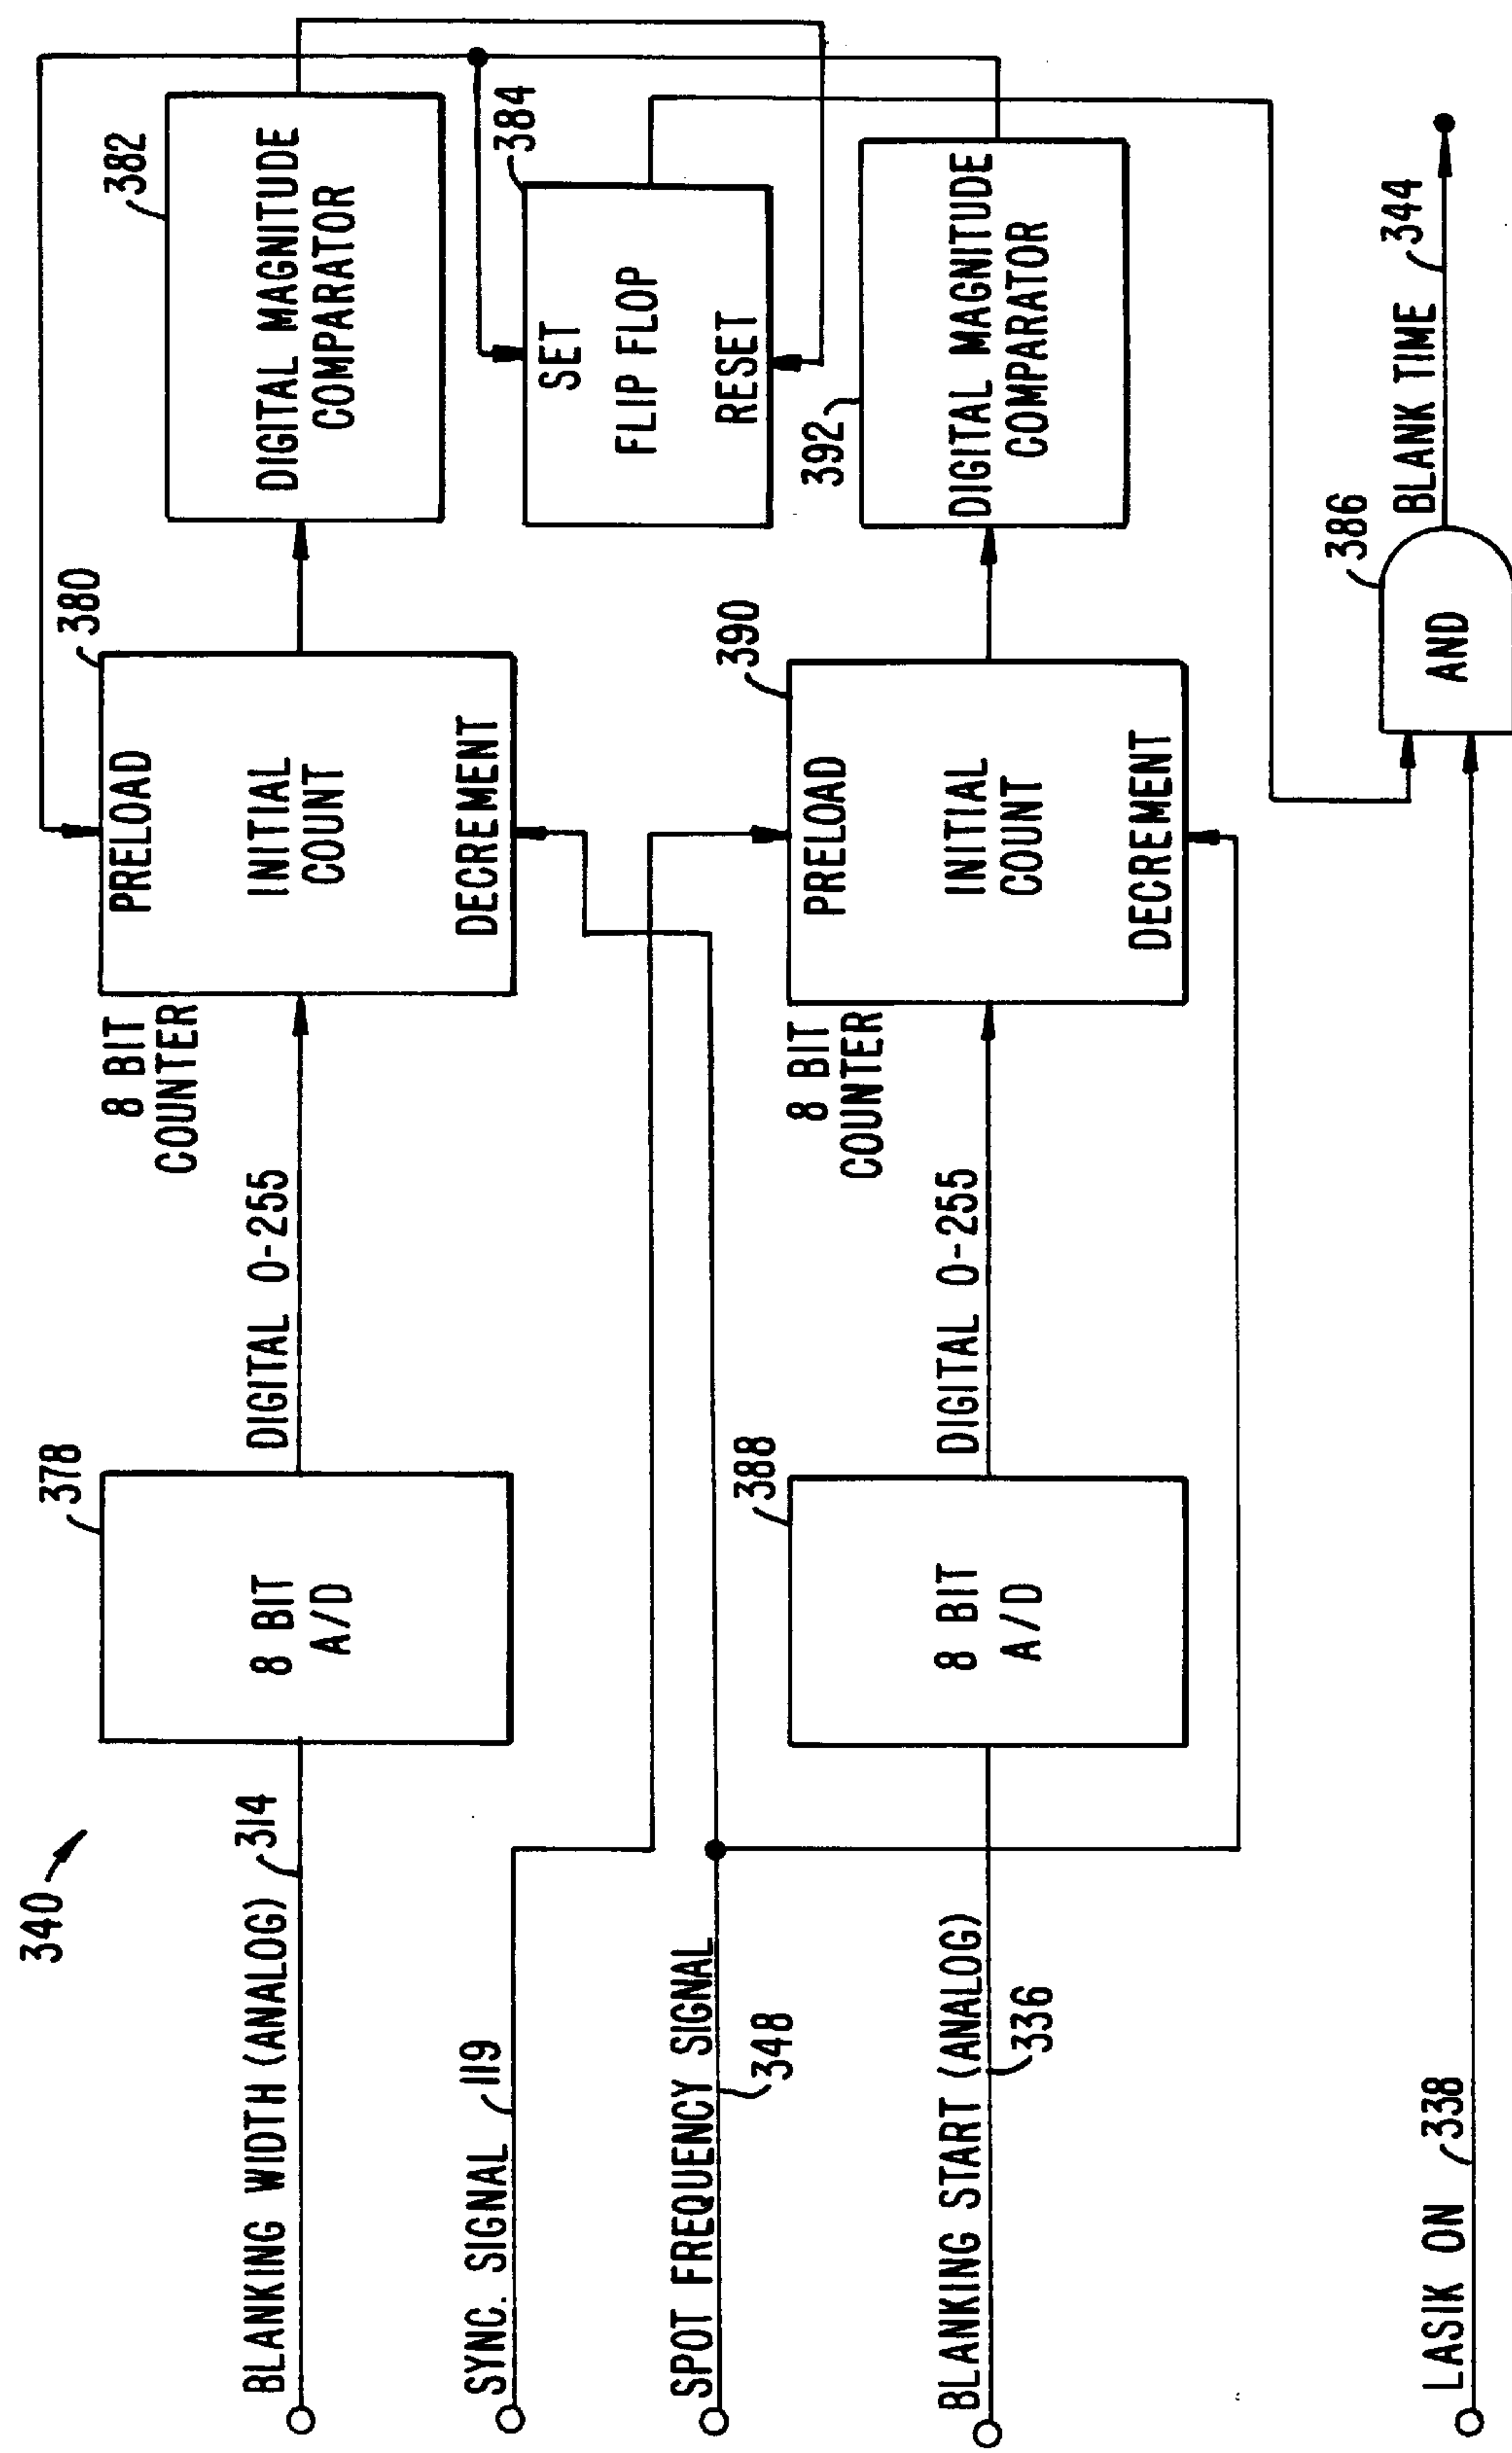 340
BLANKING WIDTH (ANALOG)
314
378
8 BIT
A/D
DIGITAL 0-255
8 BIT
COUNTER
380
PRELOAD
INITIAL
COUNT
DECREMENT
382
DIGITAL MAGNITUDE
COMPARATOR
SYNC. SIGNAL
119
384
SET
FLIP FLOP
RESET
SPOT FREQUENCY SIGNAL
348
BLANKING START (ANALOG)
336
388
8 BIT
A/D
DIGITAL 0-255
8 BIT
COUNTER
390
PRELOAD
INITIAL
COUNT
DECREMENT
392
DIGITAL MAGNITUDE
COMPARATOR
LASIK ON
338
386
AND
BLANK TIME
344